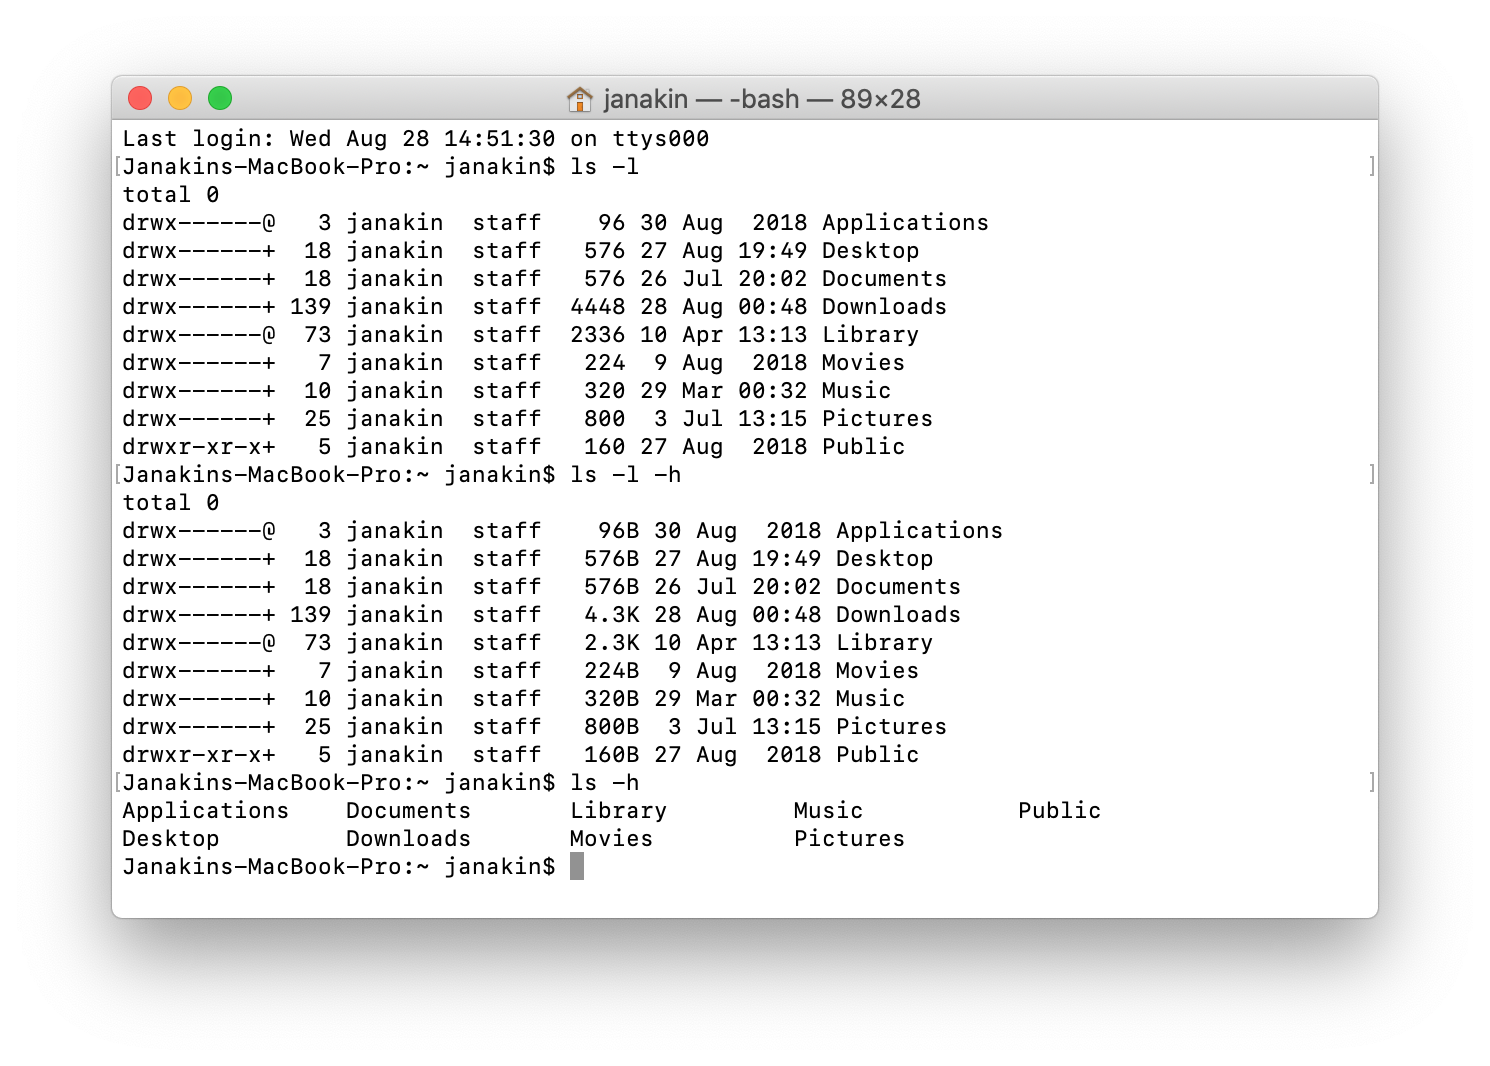 janakin — -bash — 89×28
Last login: Wed Aug 28 14:51:30 on ttys000
[Janakins-MacBook-Pro:~ janakin$ ls -l ]
total 0
drwx------@   3 janakin  staff    96 30 Aug  2018 Applications
drwx------+  18 janakin  staff   576 27 Aug 19:49 Desktop
drwx------+  18 janakin  staff   576 26 Jul 20:02 Documents
drwx------+ 139 janakin  staff  4448 28 Aug 00:48 Downloads
drwx------@  73 janakin  staff  2336 10 Apr 13:13 Library
drwx------+   7 janakin  staff   224  9 Aug  2018 Movies
drwx------+  10 janakin  staff   320 29 Mar 00:32 Music
drwx------+  25 janakin  staff   800  3 Jul 13:15 Pictures
drwxr-xr-x+   5 janakin  staff   160 27 Aug  2018 Public
[Janakins-MacBook-Pro:~ janakin$ ls -l -h ]
total 0
drwx------@   3 janakin  staff    96B 30 Aug  2018 Applications
drwx------+  18 janakin  staff   576B 27 Aug 19:49 Desktop
drwx------+  18 janakin  staff   576B 26 Jul 20:02 Documents
drwx------+ 139 janakin  staff   4.3K 28 Aug 00:48 Downloads
drwx------@  73 janakin  staff   2.3K 10 Apr 13:13 Library
drwx------+   7 janakin  staff   224B  9 Aug  2018 Movies
drwx------+  10 janakin  staff   320B 29 Mar 00:32 Music
drwx------+  25 janakin  staff   800B  3 Jul 13:15 Pictures
drwxr-xr-x+   5 janakin  staff   160B 27 Aug  2018 Public
[Janakins-MacBook-Pro:~ janakin$ ls -h ]
Applications    Documents       Library         Music           Public
Desktop         Downloads       Movies          Pictures
Janakins-MacBook-Pro:~ janakin$